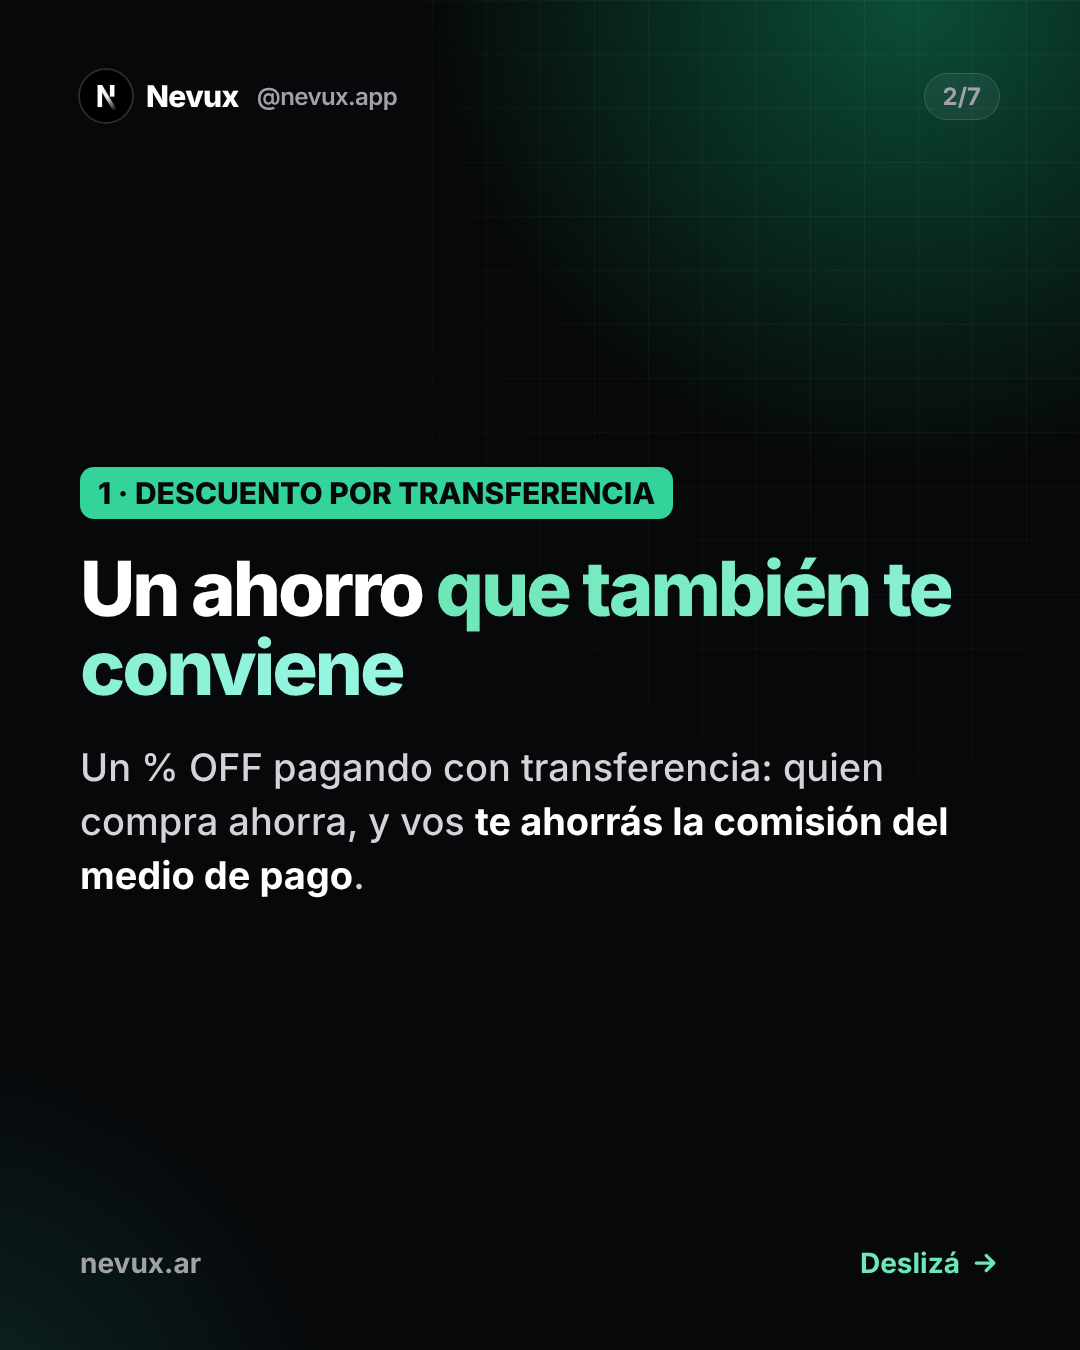 N Nevux @nevux.app 2/7
1 · DESCUENTO POR TRANSFERENCIA
Un ahorro que también te
conviene
Un % OFF pagando con transferencia: quien
compra ahorra, y vos te ahorrás la comisión del
medio de pago.
nevux.ar Deslizá →